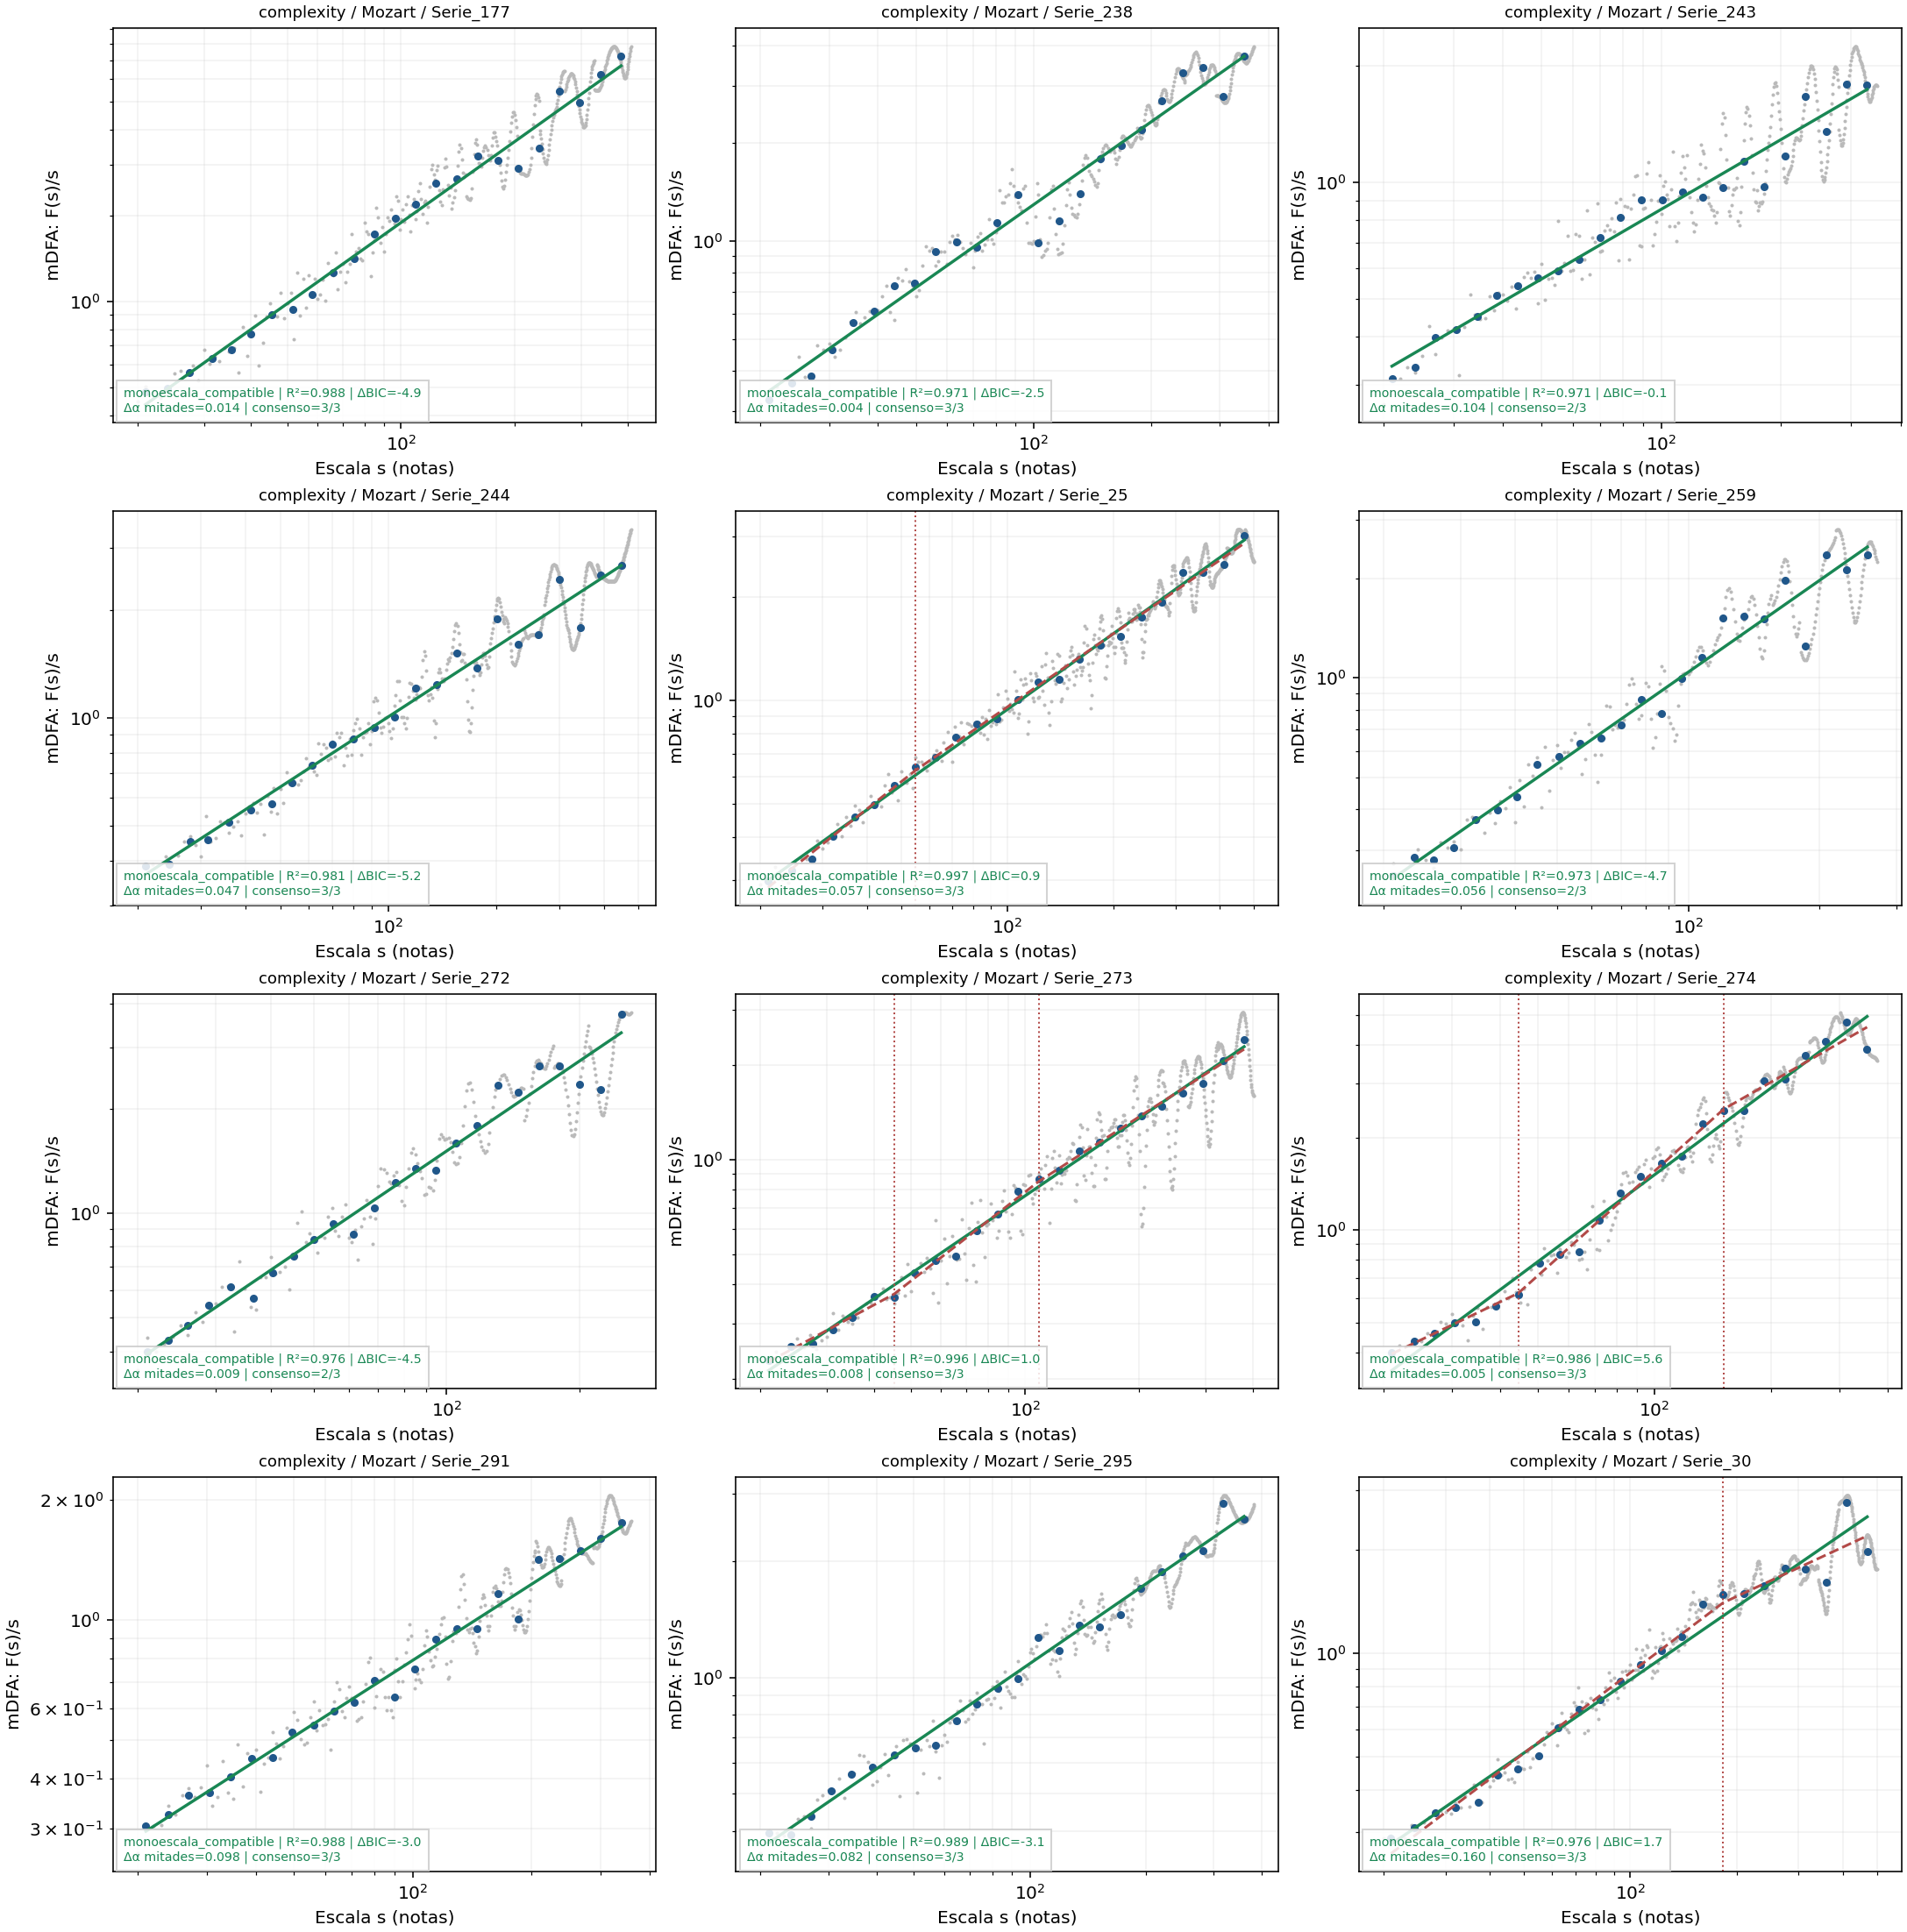 complexity / Mozart / Serie_177
mDFA: F(s)/s
10⁰
monoescala_compatible | R²=0.988 | ΔBIC=-4.9
Δα mitades=0.014 | consenso=3/3
10²
Escala s (notas)
complexity / Mozart / Serie_238
mDFA: F(s)/s
10⁰
monoescala_compatible | R²=0.971 | ΔBIC=-2.5
Δα mitades=0.004 | consenso=3/3
10²
Escala s (notas)
complexity / Mozart / Serie_243
mDFA: F(s)/s
10⁰
monoescala_compatible | R²=0.971 | ΔBIC=-0.1
Δα mitades=0.104 | consenso=2/3
10²
Escala s (notas)
complexity / Mozart / Serie_244
mDFA: F(s)/s
10⁰
monoescala_compatible | R²=0.981 | ΔBIC=-5.2
Δα mitades=0.047 | consenso=3/3
10²
Escala s (notas)
complexity / Mozart / Serie_25
mDFA: F(s)/s
10⁰
monoescala_compatible | R²=0.997 | ΔBIC=0.9
Δα mitades=0.057 | consenso=3/3
10²
Escala s (notas)
complexity / Mozart / Serie_259
mDFA: F(s)/s
10⁰
monoescala_compatible | R²=0.973 | ΔBIC=-4.7
Δα mitades=0.056 | consenso=2/3
10²
Escala s (notas)
complexity / Mozart / Serie_272
mDFA: F(s)/s
10⁰
monoescala_compatible | R²=0.976 | ΔBIC=-4.5
Δα mitades=0.009 | consenso=2/3
10²
Escala s (notas)
complexity / Mozart / Serie_273
mDFA: F(s)/s
10⁰
monoescala_compatible | R²=0.996 | ΔBIC=1.0
Δα mitades=0.008 | consenso=3/3
10²
Escala s (notas)
complexity / Mozart / Serie_274
mDFA: F(s)/s
10⁰
monoescala_compatible | R²=0.986 | ΔBIC=5.6
Δα mitades=0.005 | consenso=3/3
10²
Escala s (notas)
complexity / Mozart / Serie_291
mDFA: F(s)/s
2 × 10⁰
10⁰
6 × 10⁻¹
4 × 10⁻¹
3 × 10⁻¹
monoescala_compatible | R²=0.988 | ΔBIC=-3.0
Δα mitades=0.098 | consenso=3/3
10²
Escala s (notas)
complexity / Mozart / Serie_295
mDFA: F(s)/s
10⁰
monoescala_compatible | R²=0.989 | ΔBIC=-3.1
Δα mitades=0.082 | consenso=3/3
10²
Escala s (notas)
complexity / Mozart / Serie_30
mDFA: F(s)/s
10⁰
monoescala_compatible | R²=0.976 | ΔBIC=1.7
Δα mitades=0.160 | consenso=3/3
10²
Escala s (notas)